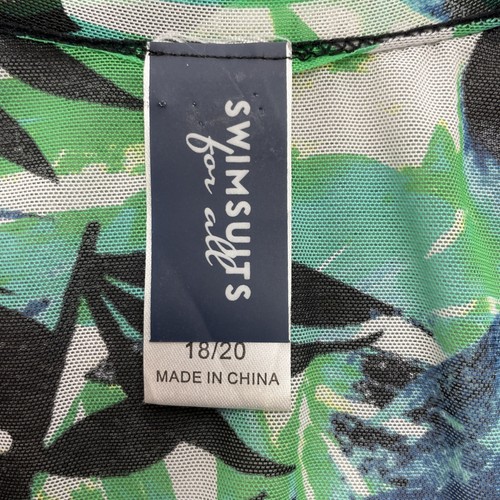 SWIMSUITS
for all
18/20
MADE IN CHINA